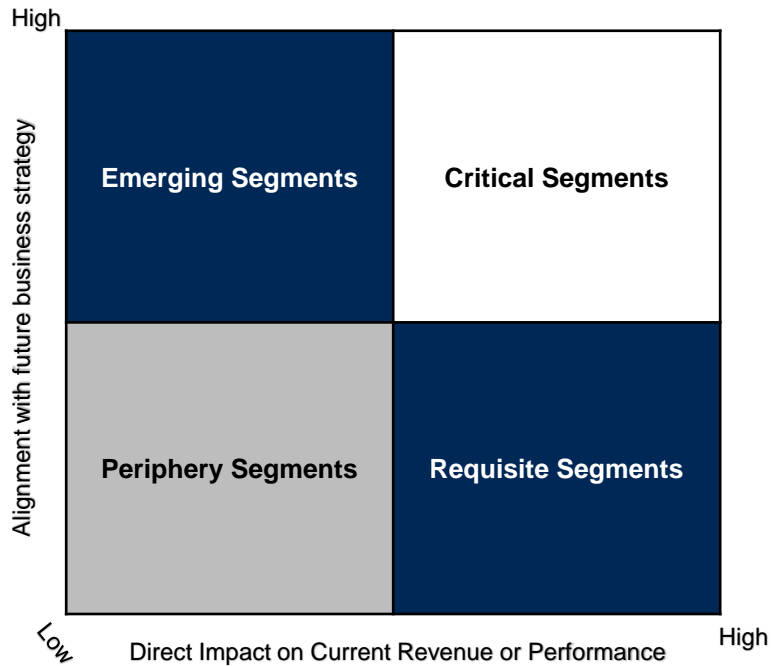 High
Alignment with future business strategy
Emerging Segments
Critical Segments
Periphery Segments
Requisite Segments
Low
Direct Impact on Current Revenue or Performance
High